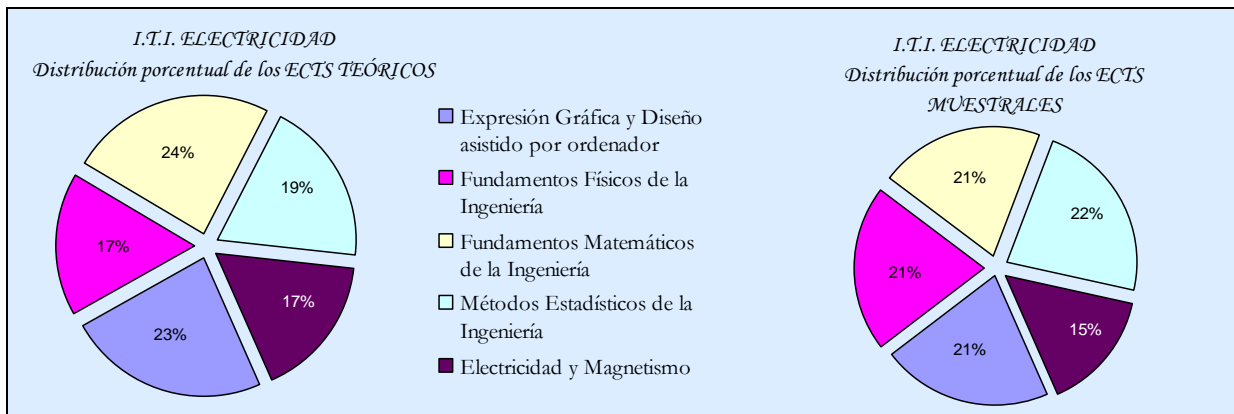 I.T.I. ELECTRICIDAD
Distribución porcentual de los ECTS TEÓRICOS
24%
19%
17%
17%
23%
Expresión Gráfica y Diseño
asistido por ordenador
Fundamentos Físicos de la
Ingeniería
Fundamentos Matemáticos
de la Ingeniería
Métodos Estadísticos de la
Ingeniería
Electricidad y Magnetismo
I.T.I. ELECTRICIDAD
Distribución porcentual de los ECTS
MUESTRALES
21%
22%
21%
15%
21%